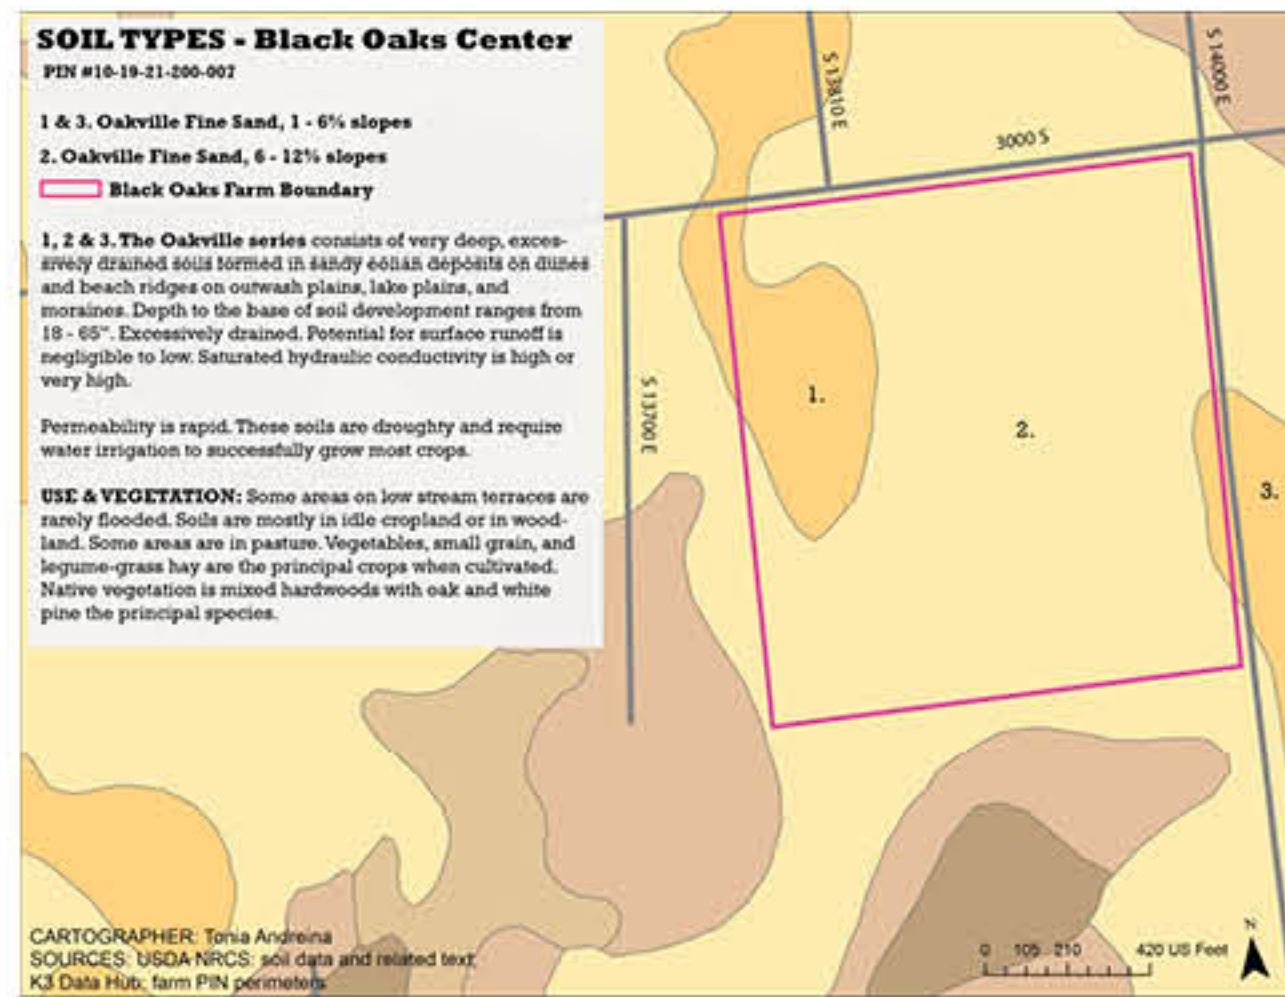 SOIL TYPES - Black Oaks Center
PIN #10-19-21-200-007
1 & 3. Oakville Fine Sand, 1 - 6% slopes
2. Oakville Fine Sand, 6 - 12% slopes
Black Oaks Farm Boundary
1, 2 & 3. The Oakville series consists of very deep, exces-
sively drained soils formed in sandy eolian deposits on dunes
and beach ridges on outwash plains, lake plains, and
moraines. Depth to the base of soil development ranges from
18 - 65". Excessively drained. Potential for surface runoff is
negligible to low. Saturated hydraulic conductivity is high or
very high.
Permeability is rapid. These soils are droughty and require
water irrigation to successfully grow most crops.
USE & VEGETATION: Some areas on low stream terraces are
rarely flooded. Soils are mostly in idle cropland or in wood-
land. Some areas are in pasture. Vegetables, small grain, and
legume-grass hay are the principal crops when cultivated.
Native vegetation is mixed hardwoods with oak and white
pine the principal species.
S 13810 E
S 14000 E
3000 S
S 13700 E
1.
2.
3.
CARTOGRAPHER: Tonia Andreina
SOURCES: USDA NRCS: soil data and related text;
K3 Data Hub: farm PIN perimeters
0 105 210 420 US Feet
N